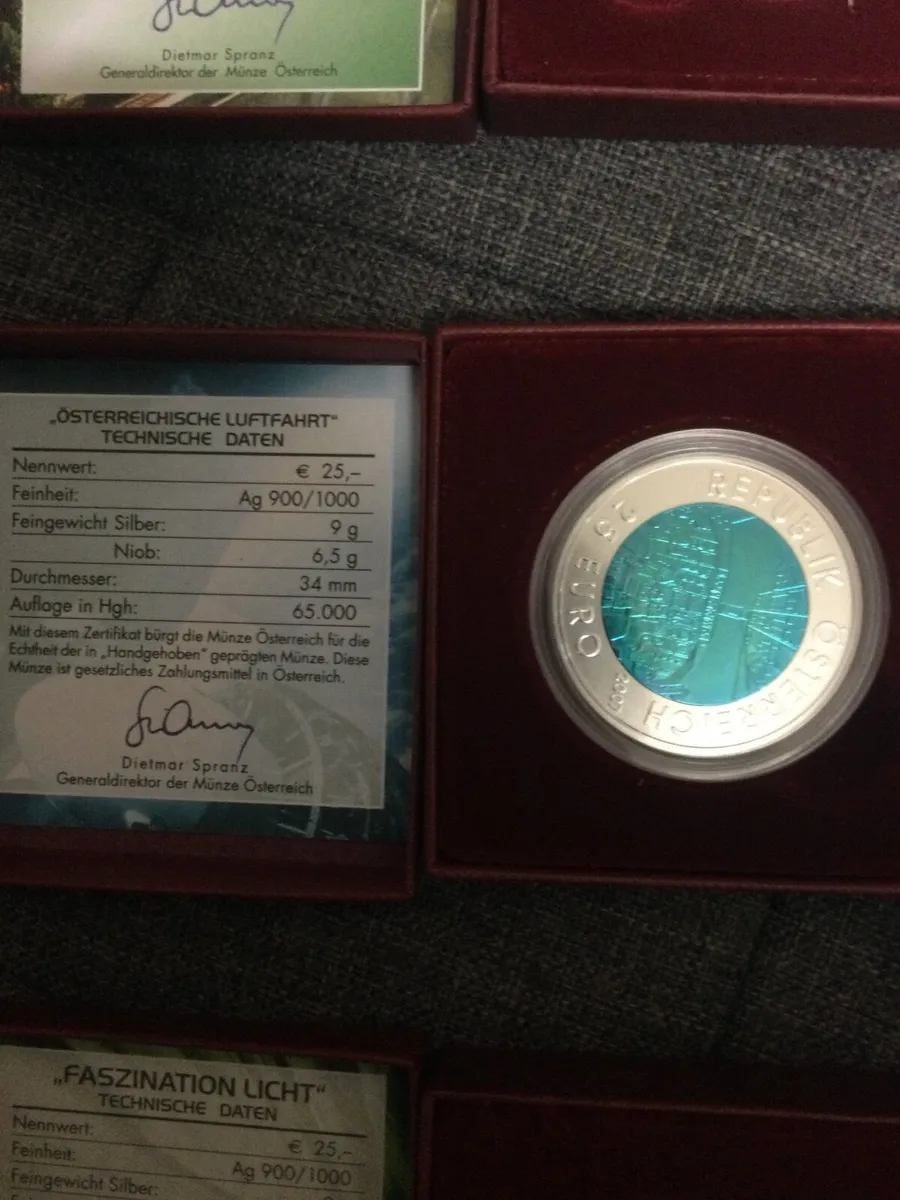 Dietmar Spranz
Generaldirektor der Münze Österreich
„ÖSTERREICHISCHE LUFTFAHRT“
TECHNISCHE DATEN
Nennwert: € 25,–
Feinheit: Ag 900/1000
Feingewicht Silber: 9 g
Niob: 6,5 g
Durchmesser: 34 mm
Auflage in Hgh: 65.000
Mit diesem Zertifikat bürgt die Münze Österreich für die
Echtheit der in „Handgehoben“ geprägten Münze. Diese
Münze ist gesetzliches Zahlungsmittel in Österreich.
Dietmar Spranz
Generaldirektor der Münze Österreich
REPUBLIK ÖSTERREICH
25 EURO
„FASZINATION LICHT“
TECHNISCHE DATEN
Nennwert: € 25,–
Feinheit: Ag 900/1000
Feingewicht Silber: